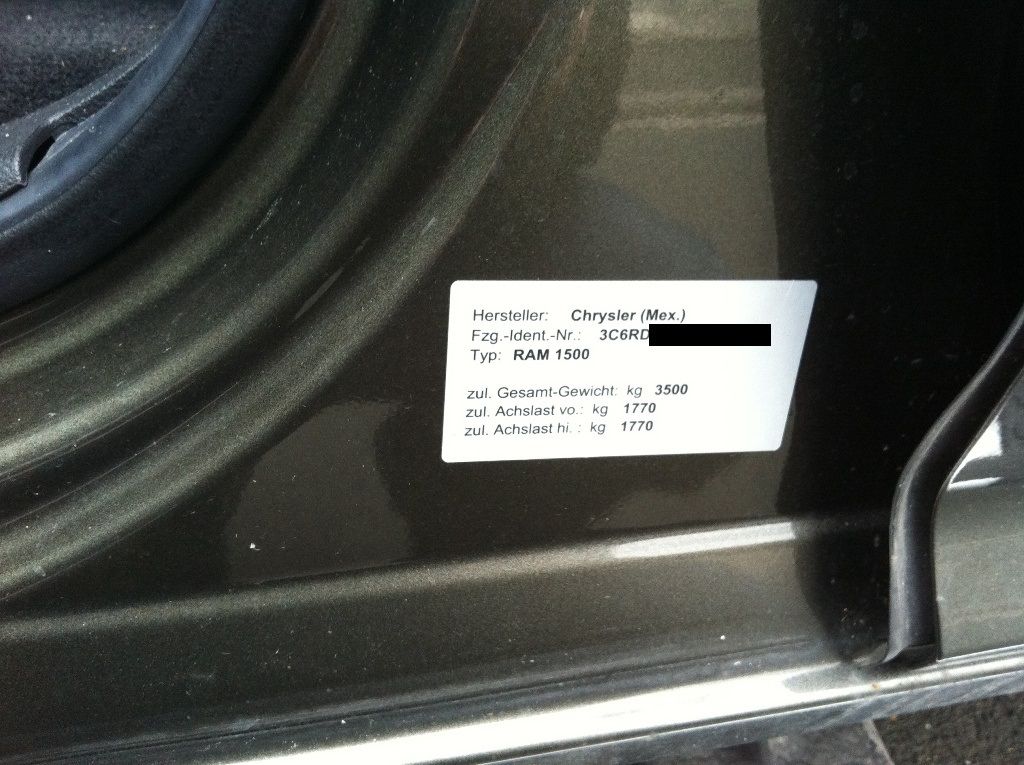 Hersteller: Chrysler (Mex.)
Fzg.-Ident.-Nr.: 3C6RD
Typ: RAM 1500
zul. Gesamt-Gewicht: kg 3500
zul. Achslast vo.: kg 1770
zul. Achslast hi. : kg 1770